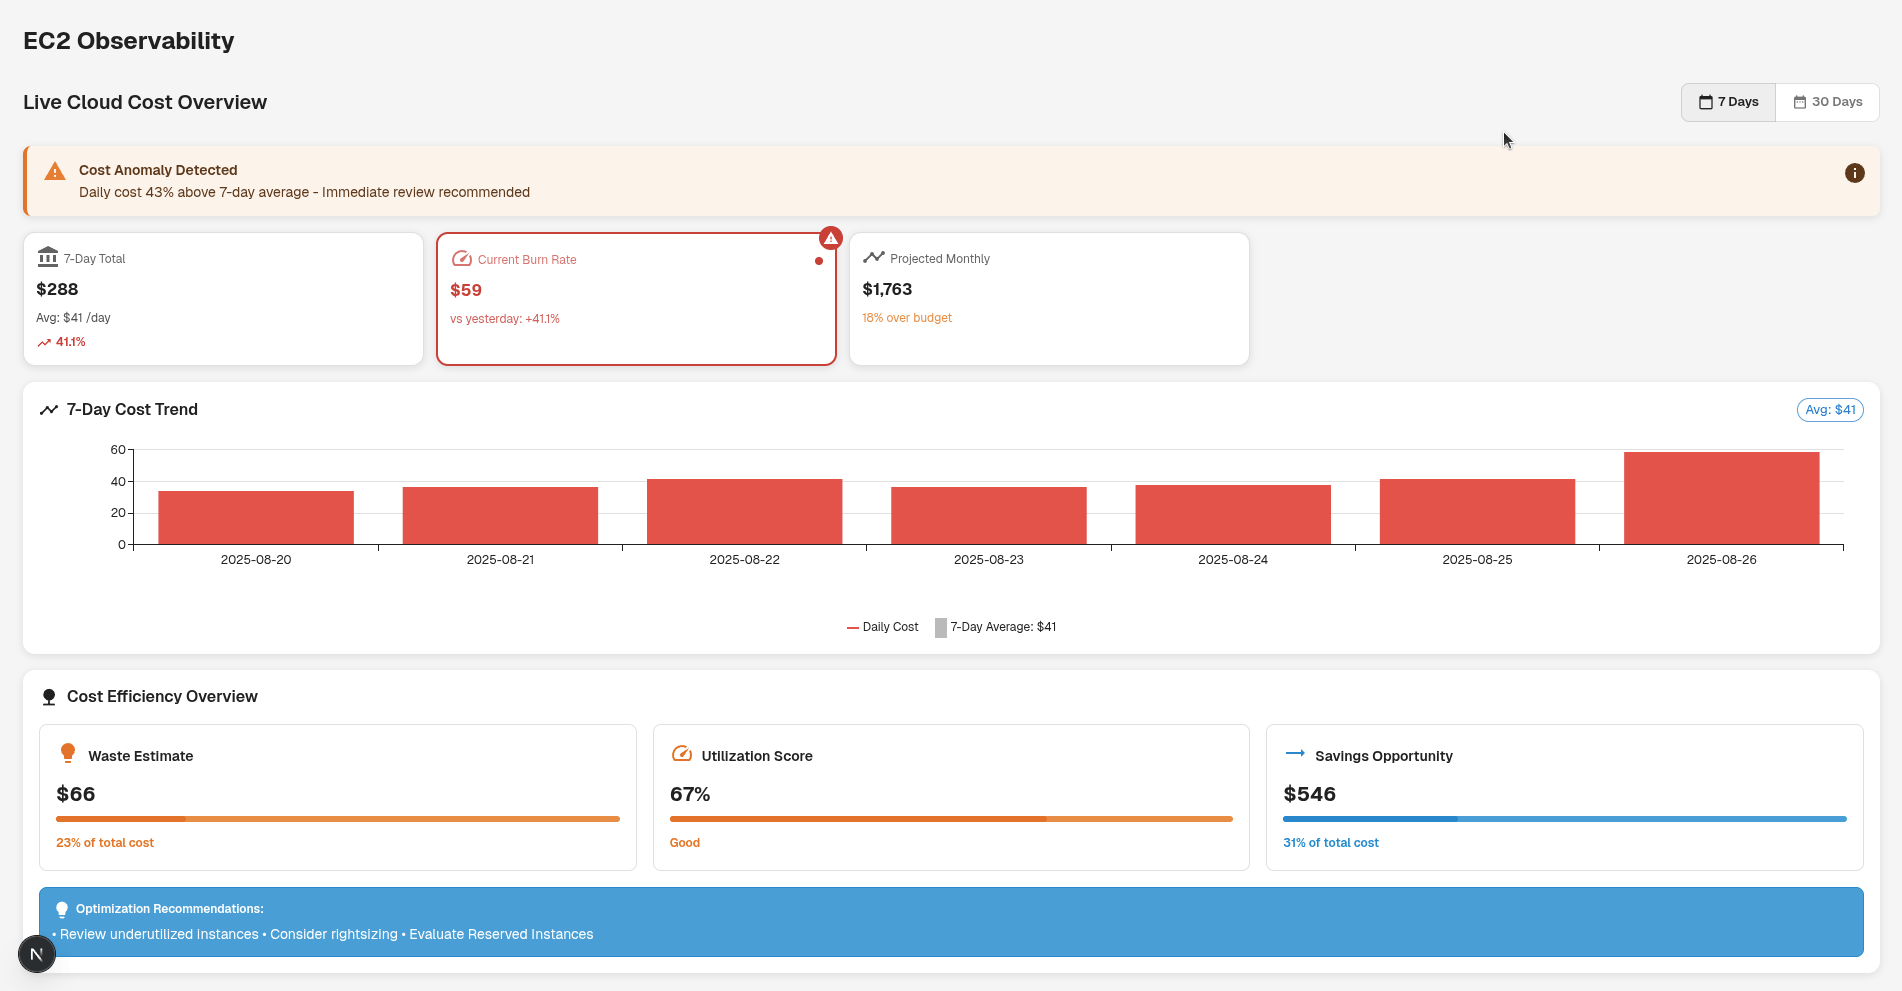 EC2 Observability
Live Cloud Cost Overview
7 Days
30 Days
Cost Anomaly Detected
Daily cost 43% above 7-day average - Immediate review recommended
7-Day Total
$288
Avg: $41 /day
41.1%
Current Burn Rate
$59
vs yesterday: +41.1%
Projected Monthly
$1,763
18% over budget
7-Day Cost Trend
Avg: $41
60
40
20
0
2025-08-20
2025-08-21
2025-08-22
2025-08-23
2025-08-24
2025-08-25
2025-08-26
Daily Cost
7-Day Average: $41
Cost Efficiency Overview
Waste Estimate
$66
23% of total cost
Utilization Score
67%
Good
Savings Opportunity
$546
31% of total cost
Optimization Recommendations:
• Review underutilized instances • Consider rightsizing • Evaluate Reserved Instances
N